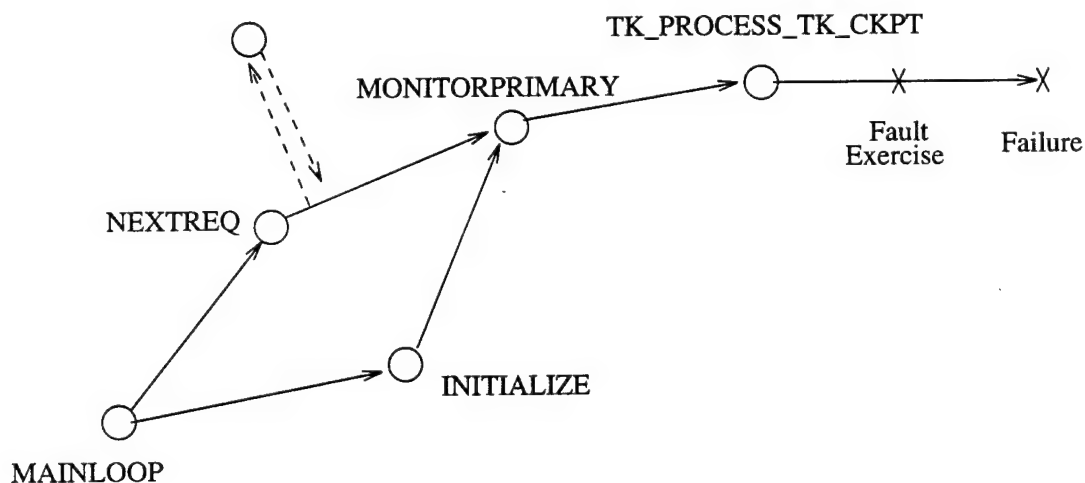 TK_PROCESS_TK_CKPT
MONITORPRIMARY
Fault
Exercise
Failure
NEXTREQ
INITIALIZE
MAINLOOP